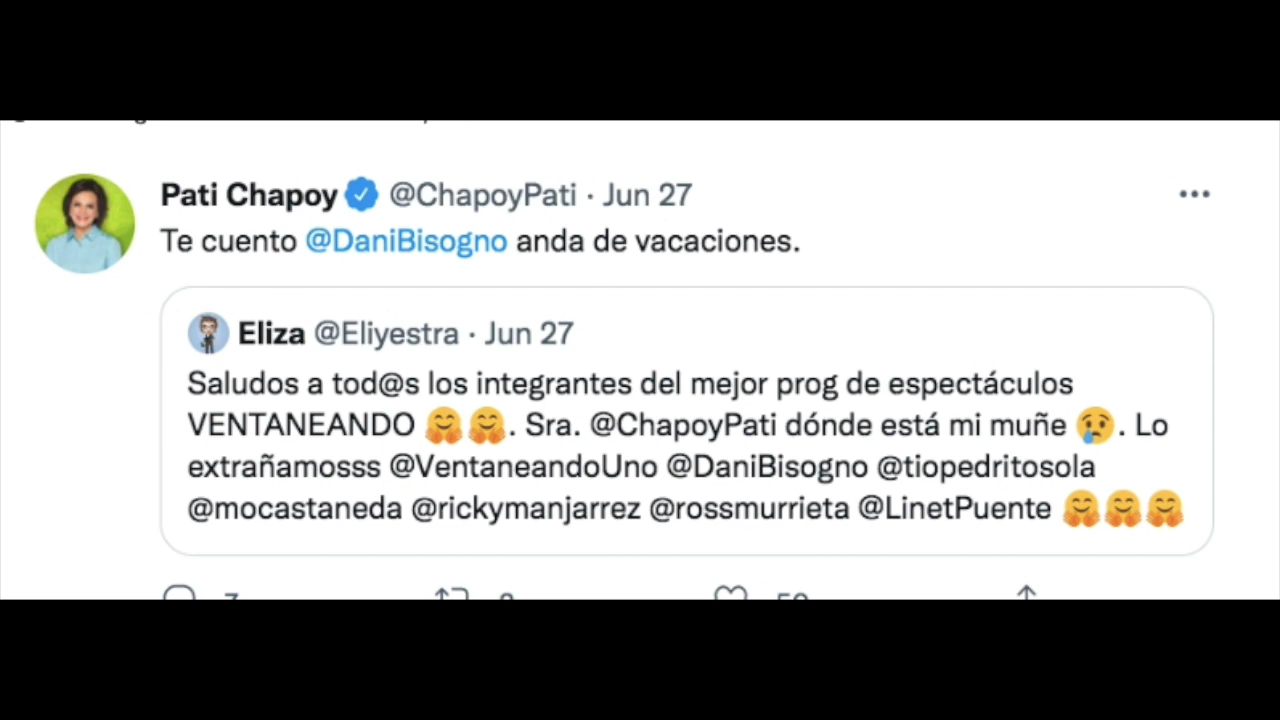 Pati Chapoy @ChapoyPati · Jun 27
Te cuento @DaniBisogno anda de vacaciones.
Eliza @Eliyestra · Jun 27
Saludos a tod@s los integrantes del mejor prog de espectáculos
VENTANEANDO 🤗🤗. Sra. @ChapoyPati dónde está mi muñe 😢. Lo
extrañamosss @VentaneandoUno @DaniBisogno @tiopedritosola
@mocastaneda @rickymanjarrez @rossmurrieta @LinetPuente 🤗🤗🤗